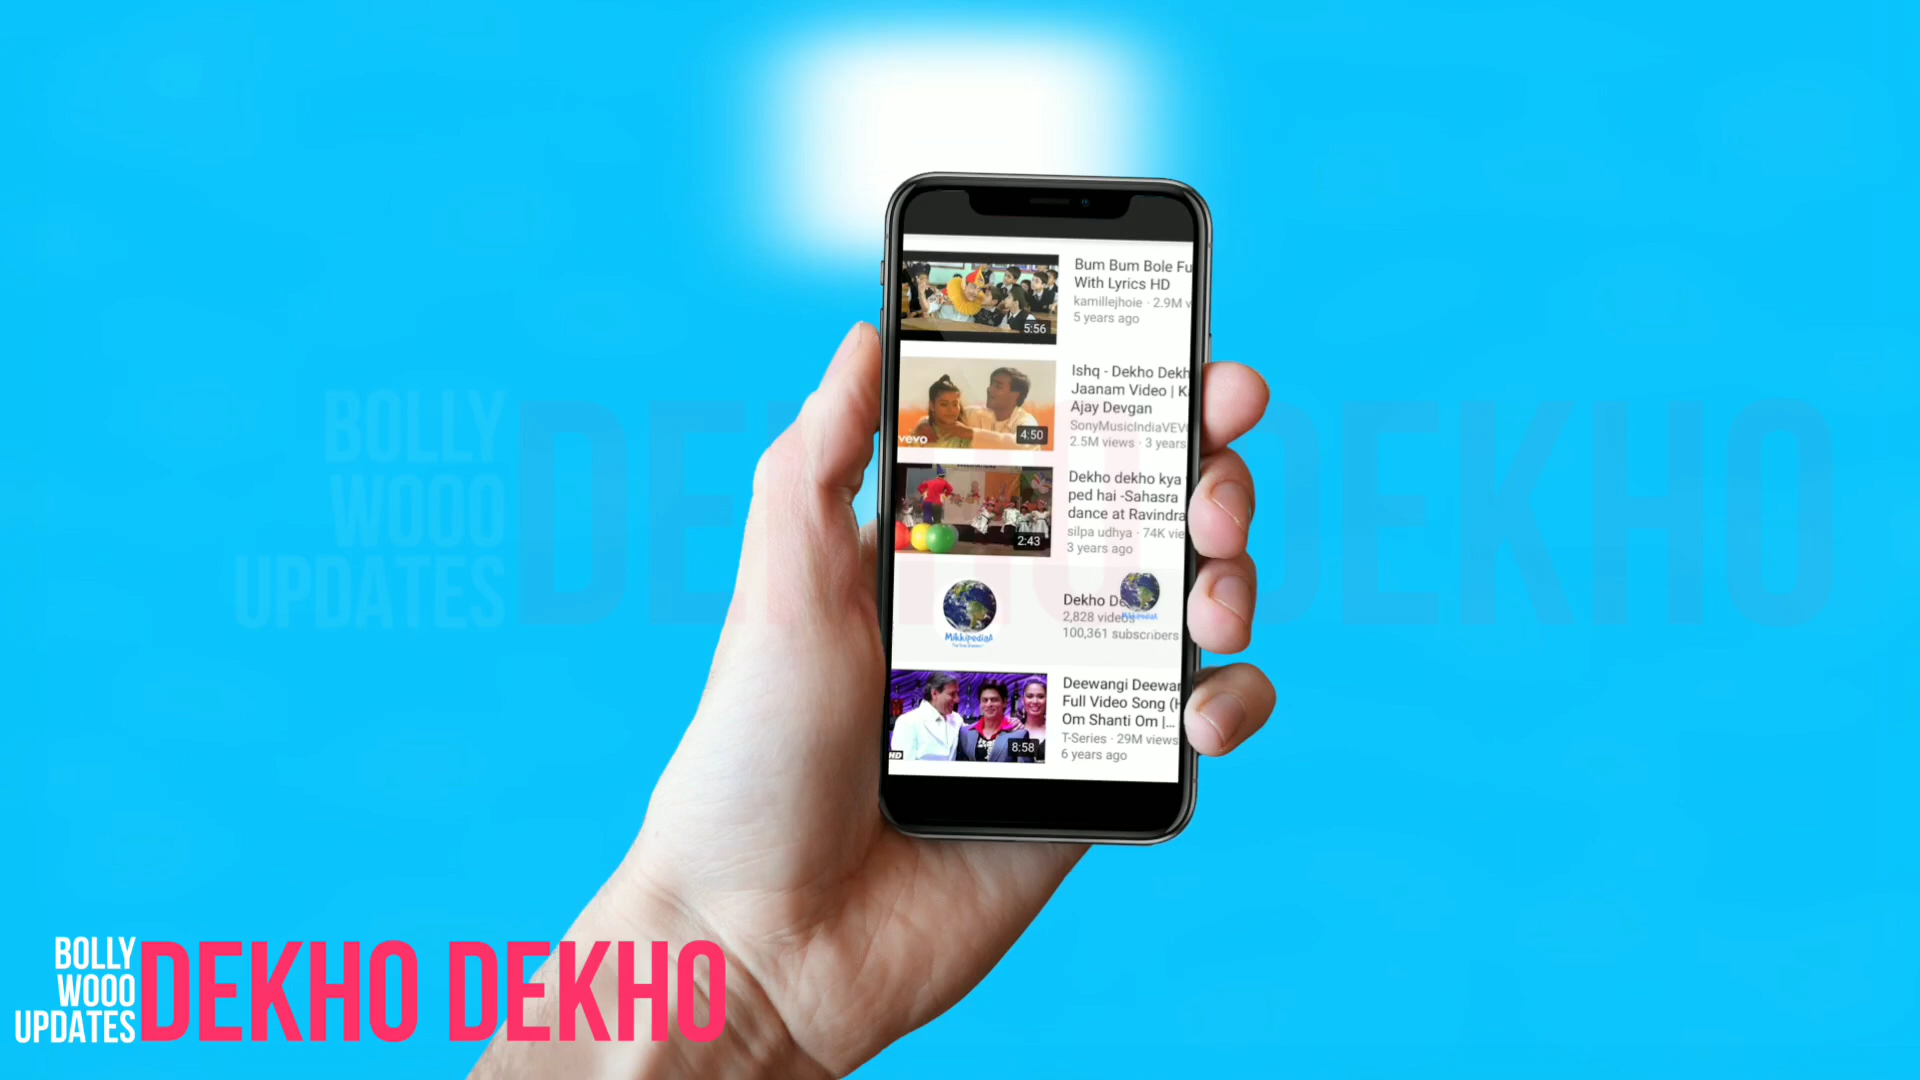 Bum Bum Bole Fu
With Lyrics HD
kamillejhoie · 2.9M v
5 years ago
5:56
Ishq - Dekho Dekh
Jaanam Video | K
Ajay Devgan
SonyMusicIndiaVEV
2.5M views · 3 years
vevo
4:50
Dekho dekho kya
ped hai -Sahasra
dance at Ravindra
silpa udhya · 74K vie
3 years ago
2:43
Dekho De
2,828 videos
100,361 subscribers
MikkipediaA
MikkipediaA
Deewangi Deewan
Full Video Song (H
Om Shanti Om |...
T-Series · 29M views
6 years ago
HD
8:58
BOLLY
WOOO
UPDATES
DEKHO DEKHO
BOLLY
WOOO
UPDATES
DEKHO DEKHO